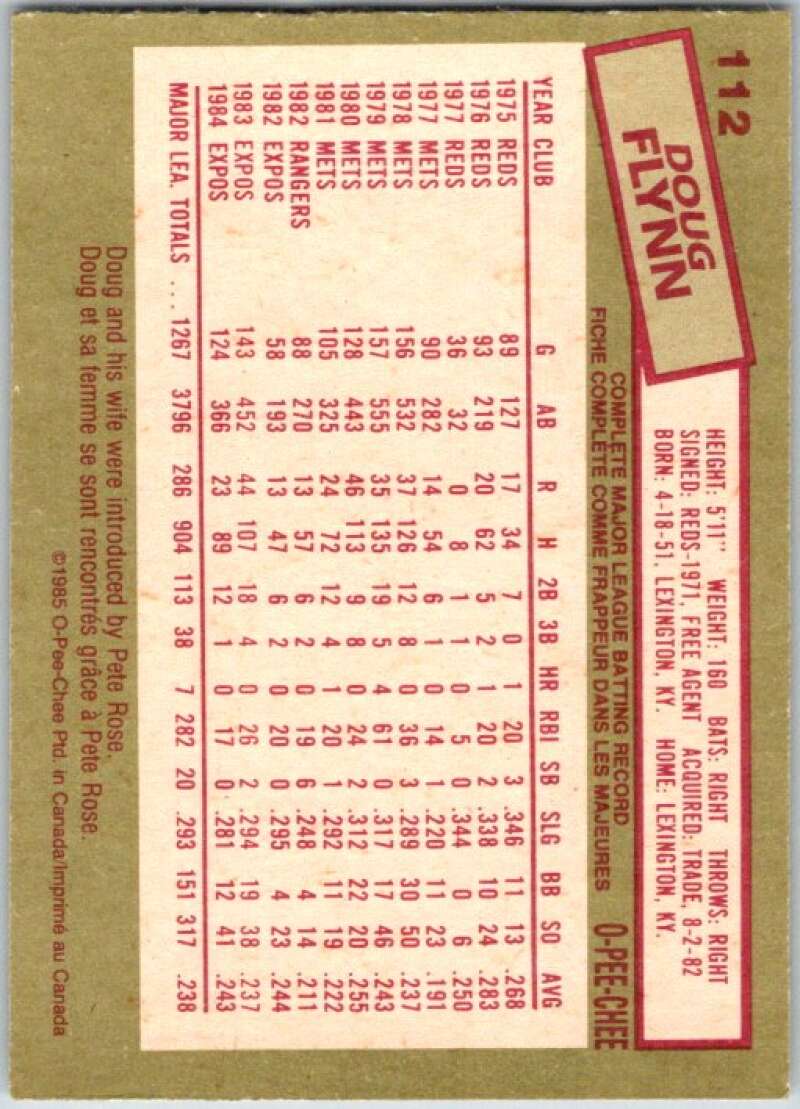 112
DOUG
FLYNN
HEIGHT: 5'11" WEIGHT: 160 BATS: RIGHT THROWS: RIGHT
SIGNED: REDS-1971, FREE AGENT ACQUIRED: TRADE, 8-2-82
BORN: 4-18-51, LEXINGTON, KY. HOME: LEXINGTON, KY.
COMPLETE MAJOR LEAGUE BATTING RECORD
FICHE COMPLÈTE COMME FRAPPEUR DANS LES MAJEURES
O-PEE-CHEE
YEAR CLUB G AB R H 2B 3B HR RBI SB SLG BB SO AVG
1975 REDS 89 127 17 34 7 0 1 20 3 .346 11 13 .268
1976 REDS 93 219 20 62 5 2 1 20 2 .338 10 24 .283
1977 REDS 36 32 0 8 1 1 0 5 0 .344 0 6 .250
1977 METS 90 282 14 54 6 1 0 14 1 .220 11 23 .191
1978 METS 156 532 37 126 12 8 0 36 3 .289 30 50 .237
1979 METS 157 555 35 135 19 5 4 61 0 .317 17 46 .243
1980 METS 128 443 46 113 9 8 0 24 2 .312 22 20 .255
1981 METS 105 325 24 72 12 4 1 20 1 .292 11 19 .222
1982 RANGERS 88 270 13 57 6 2 0 19 6 .248 4 14 .211
1982 EXPOS 58 193 13 47 6 2 0 20 0 .295 4 23 .244
1983 EXPOS 143 452 44 107 18 4 0 26 2 .294 19 38 .237
1984 EXPOS 124 366 23 89 12 1 0 17 0 .281 12 41 .243
MAJOR LEA. TOTALS ... 1267 3796 286 904 113 38 7 282 20 .293 151 317 .238
Doug and his wife were introduced by Pete Rose.
Doug et sa femme se sont rencontrés grâce à Pete Rose.
©1985 O-Pee-Chee Ptd. in Canada/Imprimé au Canada